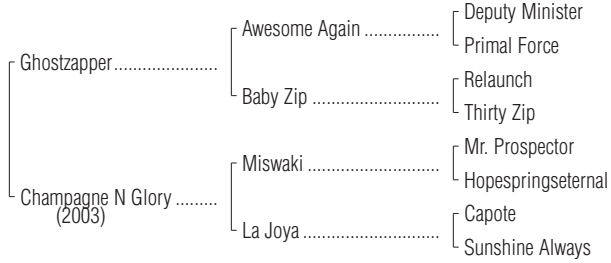 Deputy Minister
Awesome Again ................
Primal Force
Ghostzapper......................
Relaunch
Baby Zip ...........................
Thirty Zip
Mr. Prospector
Miswaki ............................
Hopespringseternal
Champagne N Glory .........
(2003)
Capote
La Joya.............................
Sunshine Always